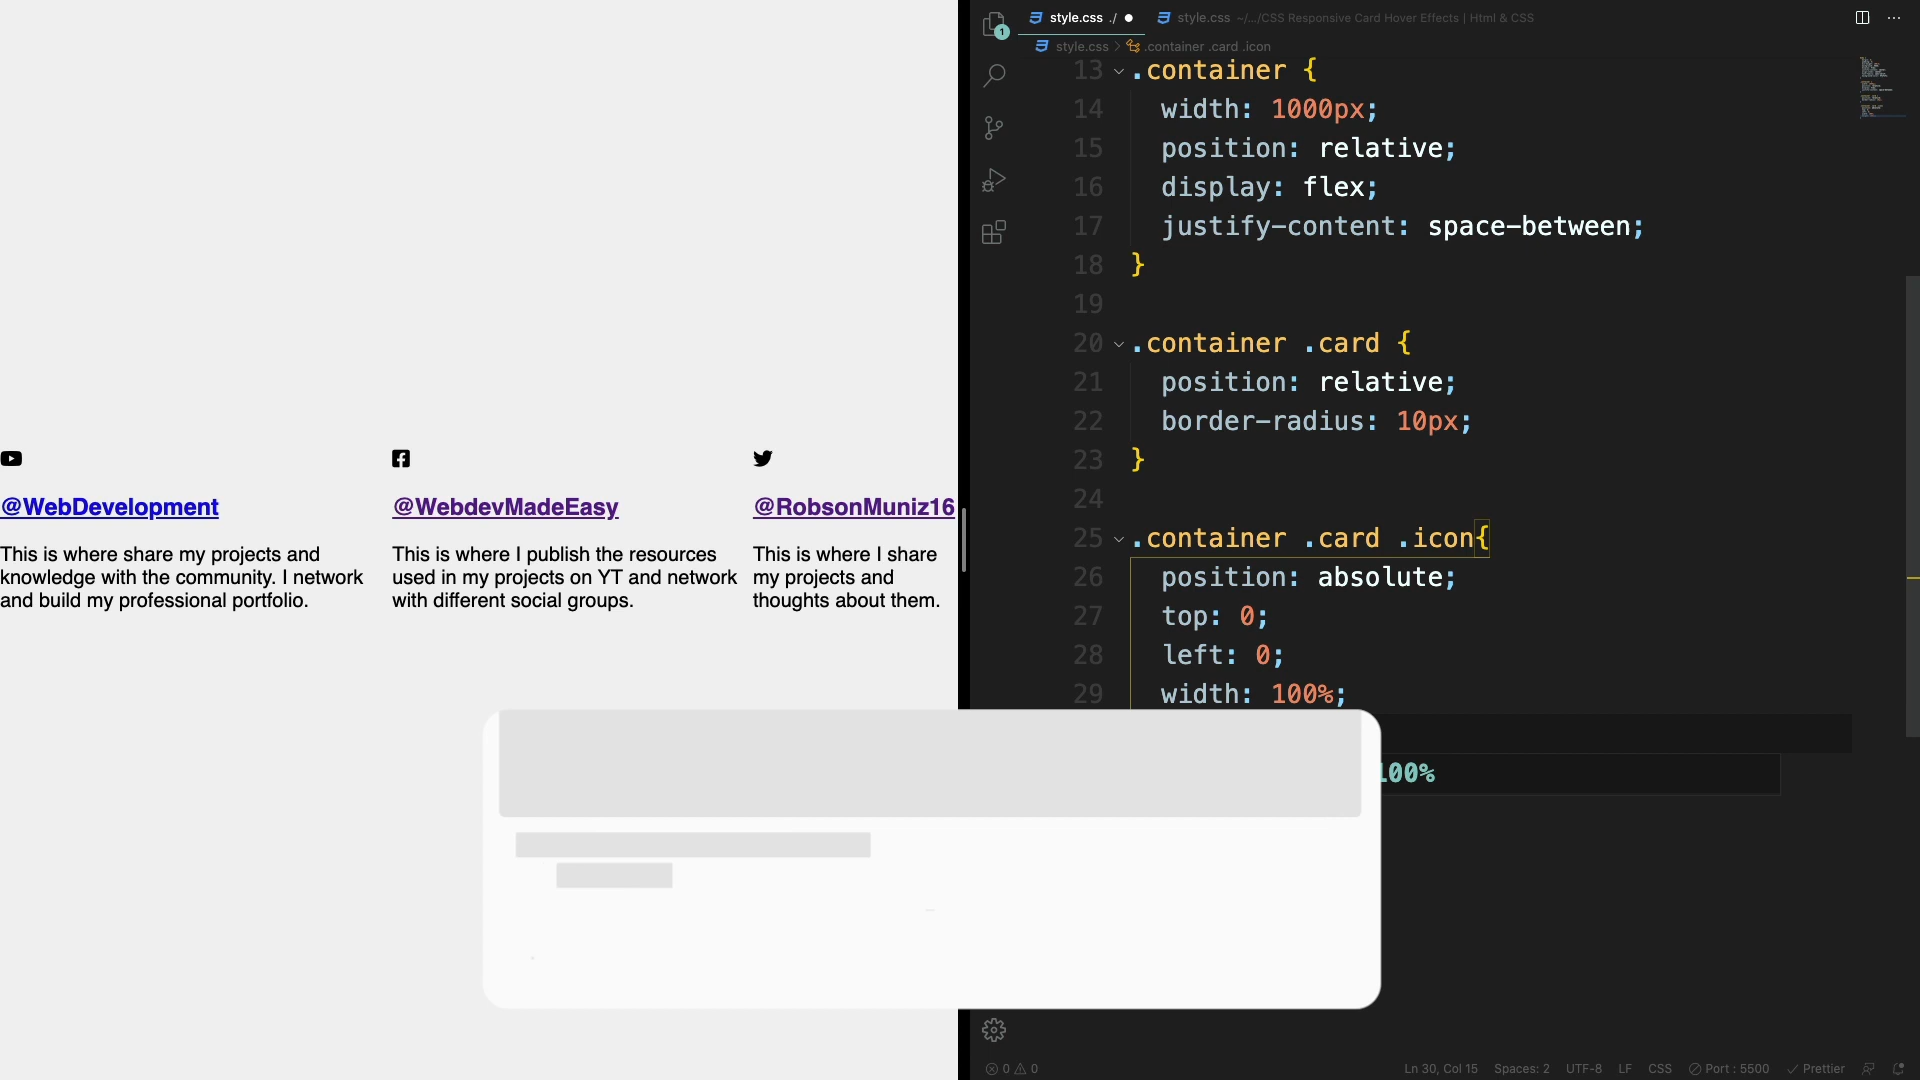 @WebDevelopment
This is where share my projects and
knowledge with the community. I network
and build my professional portfolio.
@WebdevMadeEasy
This is where I publish the resources
used in my projects on YT and network
with different social groups.
@RobsonMuniz16
This is where I share
my projects and
thoughts about them.
1
style.css ./
style.css ~/.../CSS Responsive Card Hover Effects | Html & CSS
style.css > .container .card .icon
13 .container {
14 width: 1000px;
15 position: relative;
16 display: flex;
17 justify-content: space-between;
18 }
19
20 .container .card {
21 position: relative;
22 border-radius: 10px;
23 }
24
25 .container .card .icon{
26 position: absolute;
27 top: 0;
28 left: 0;
29 width: 100%;
100%
0 0
Ln 30, Col 15 Spaces: 2 UTF-8 LF CSS Port : 5500 Prettier